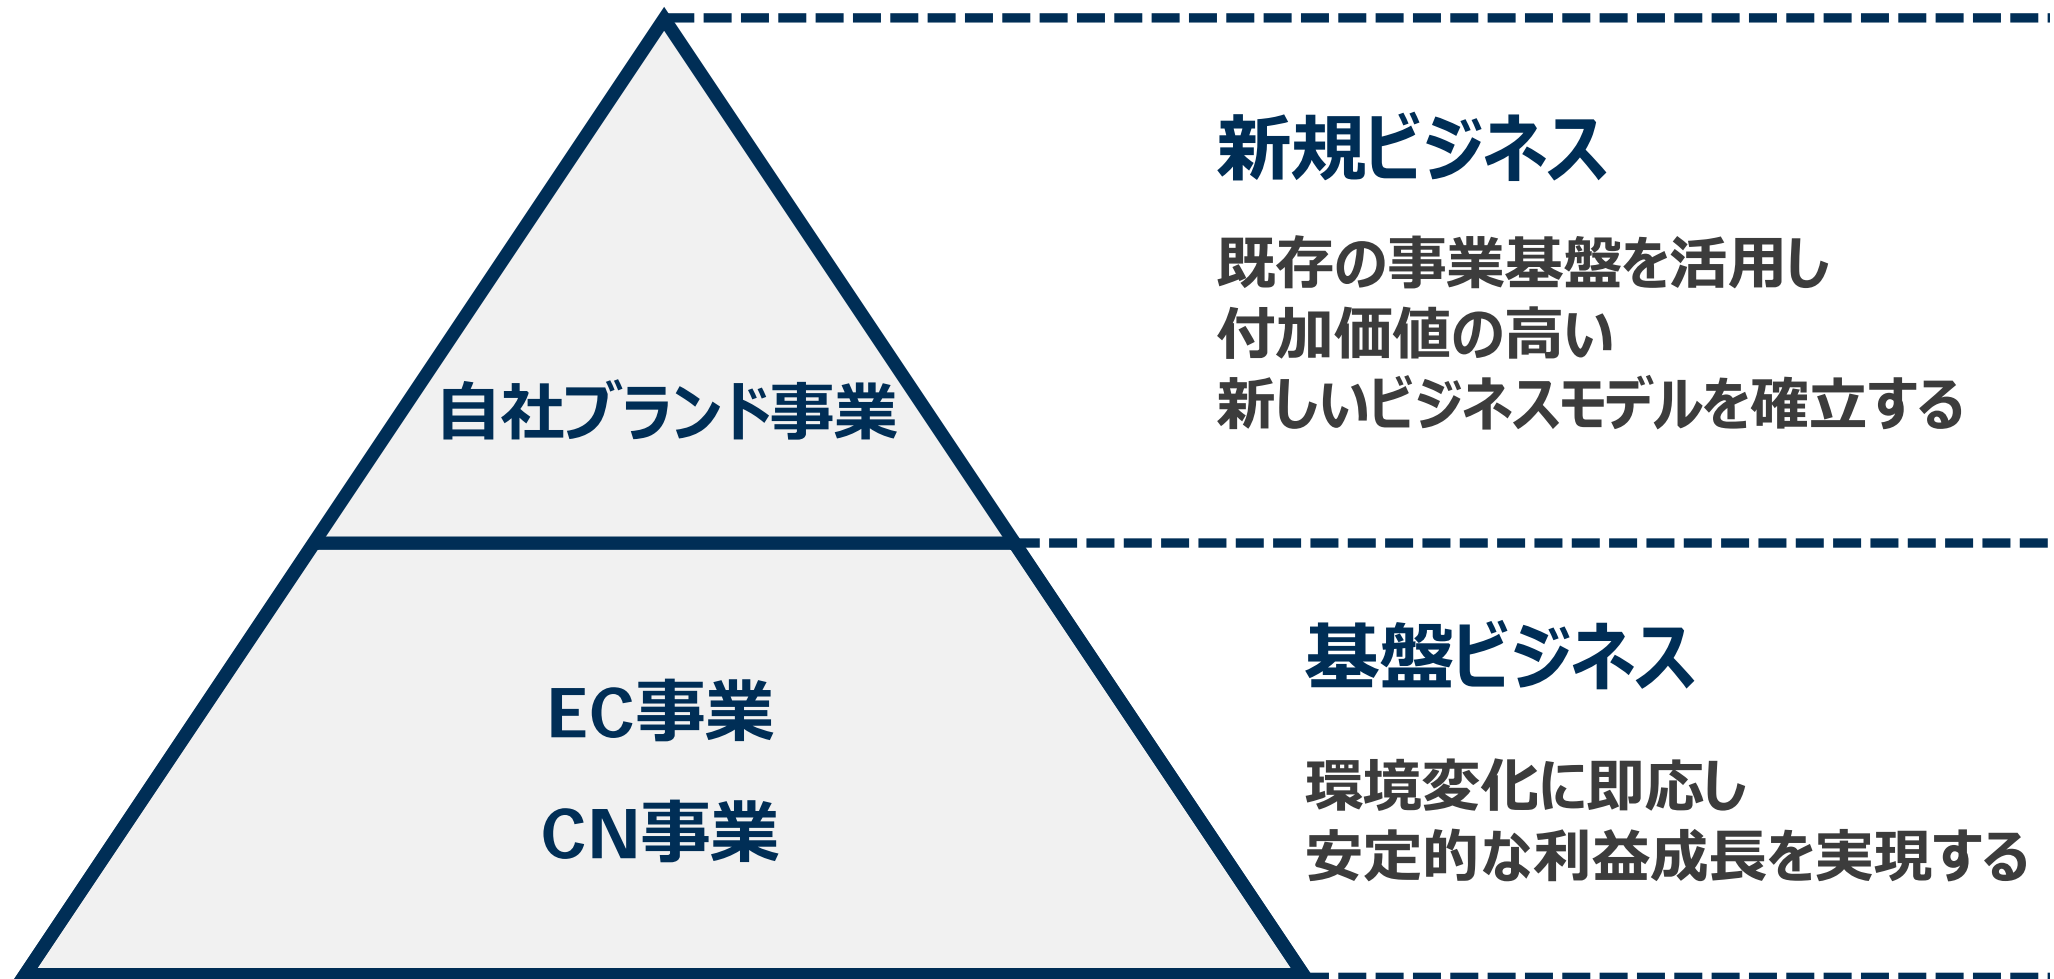 新規ビジネス
既存の事業基盤を活用し
付加価値の高い
新しいビジネスモデルを確立する
自社ブランド事業
基盤ビジネス
環境変化に即応し
安定的な利益成長を実現する
EC事業
CN事業